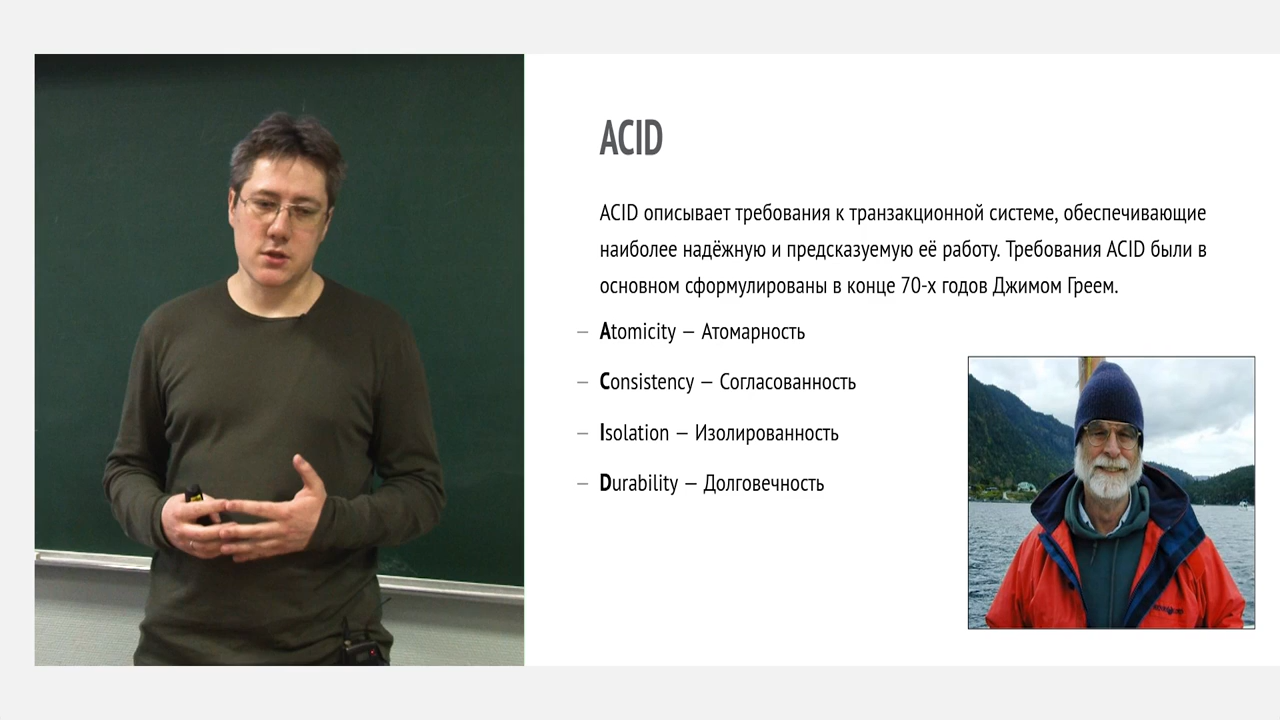 ACID
ACID описывает требования к транзакционной системе, обеспечивающие
наиболее надёжную и предсказуемую её работу. Требования ACID были в
основном сформулированы в конце 70-х годов Джимом Греем.
– Atomicity – Атомарность
– Consistency – Согласованность
– Isolation – Изолированность
– Durability – Долговечность